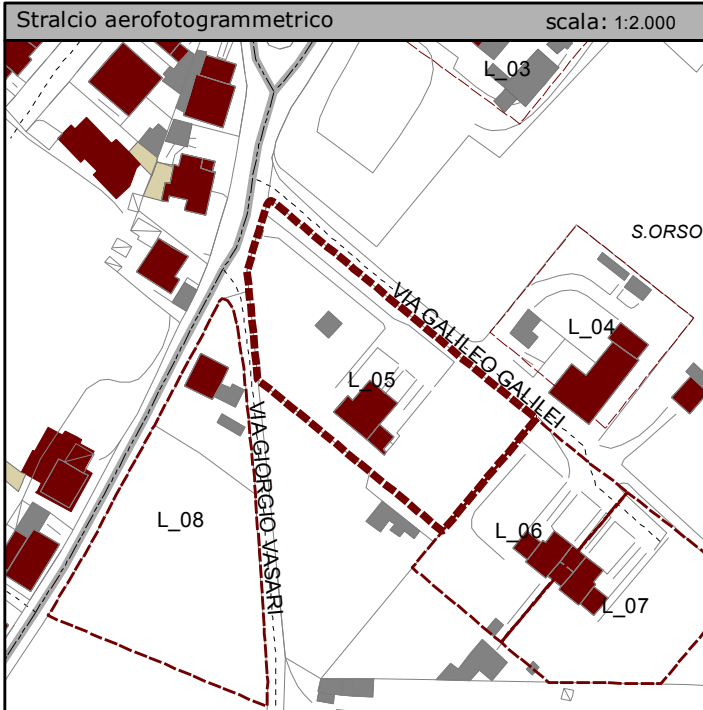 Stralcio aerofotogrammetrico scala: 1:2.000
L_03
S.ORSO
VIA GALILEO GALILEI
L_04
L_05
VIA GIORGIO VASARI
L_08
L_06
L_07